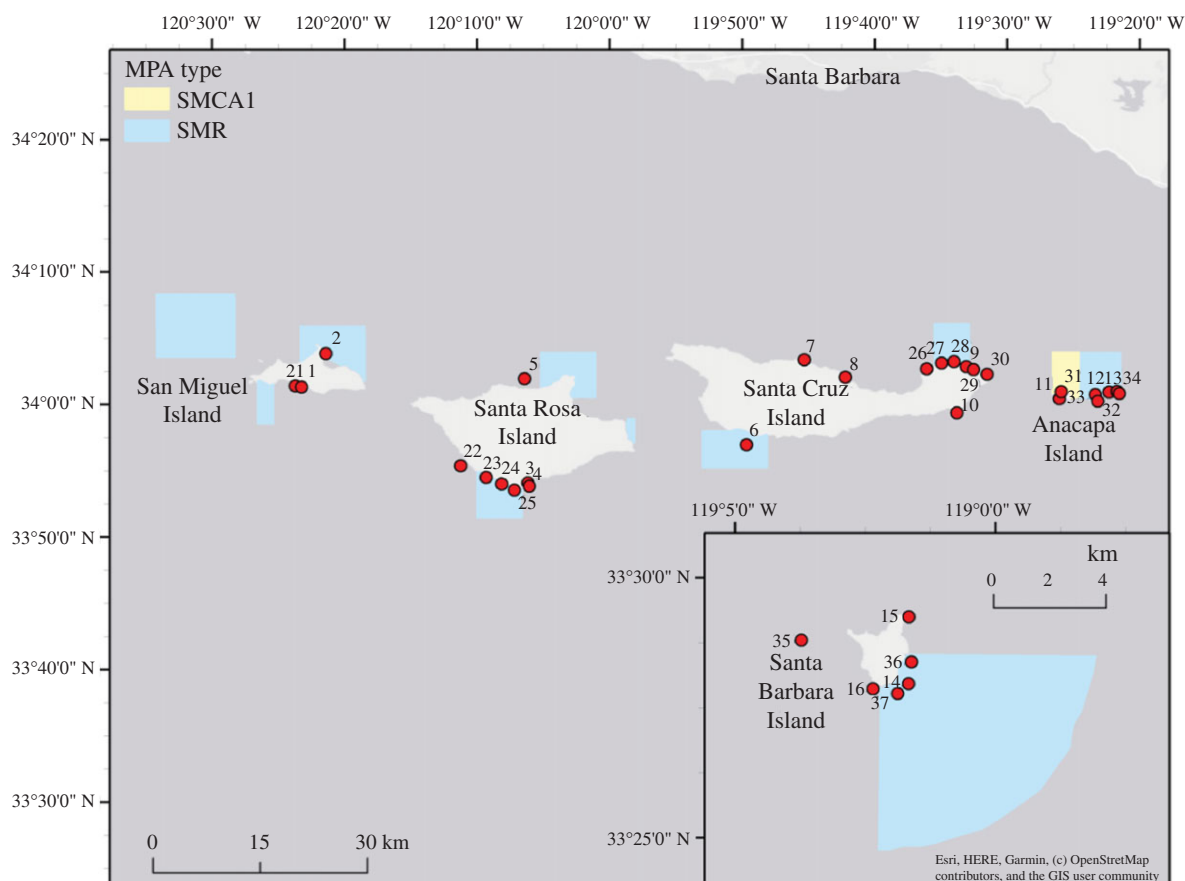 120°30'0" W 120°20'0" W 120°10'0" W 120°00'0" W 119°50'0" W 119°40'0" W 119°30'0" W 119°20'0" W
MPA type
SMCA1
SMR
Santa Barbara
34°20'0" N
34°10'0" N
34°00'0" N
33°50'0" N
33°40'0" N
33°30'0" N
2
21 1
San Miguel
Island
5
Santa Rosa
Island
22
23
24
3
4
25
7
8
Santa Cruz
Island
6
26
27
28
9
30
29
10
11
31
33
12
13
34
32
Anacapa
Island
119°50'0" W 119°0'0" W
33°30'0" N
33°25'0" N
km
0 2 4
15
35
36
14
16
37
Santa
Barbara
Island
0 15 30 km
Esri, HERE, Garmin, (c) OpenStretMap
contributors, and the GIS user community